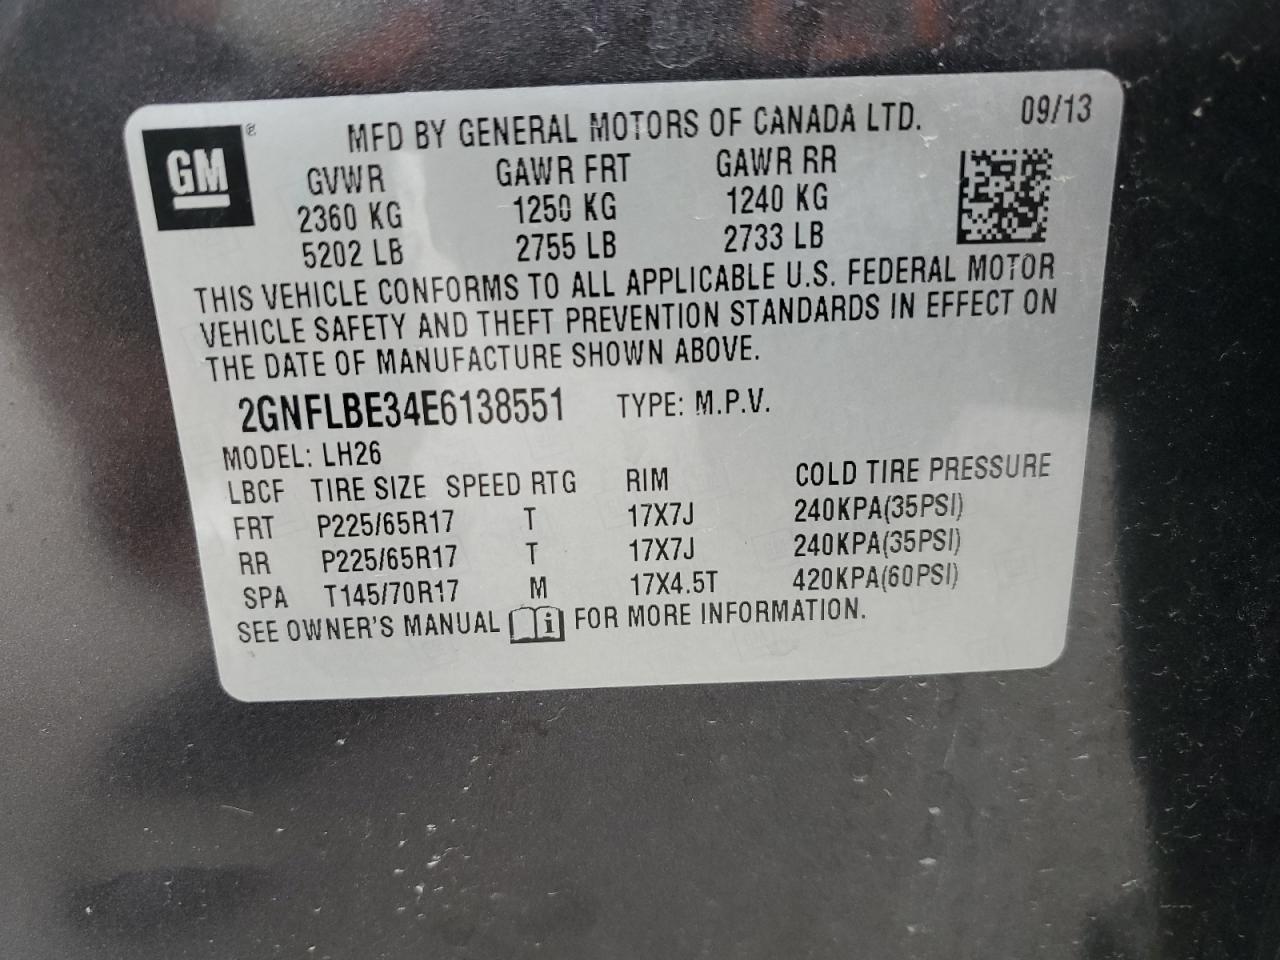 GM ®
MFD BY GENERAL MOTORS OF CANADA LTD. 09/13
GVWR GAWR FRT GAWR RR
2360 KG 1250 KG 1240 KG
5202 LB 2755 LB 2733 LB
THIS VEHICLE CONFORMS TO ALL APPLICABLE U.S. FEDERAL MOTOR
VEHICLE SAFETY AND THEFT PREVENTION STANDARDS IN EFFECT ON
THE DATE OF MANUFACTURE SHOWN ABOVE.
2GNFLBE34E6138551 TYPE: M.P.V.
MODEL: LH26
LBCF TIRE SIZE SPEED RTG RIM COLD TIRE PRESSURE
FRT P225/65R17 T 17X7J 240KPA(35PSI)
RR P225/65R17 T 17X7J 240KPA(35PSI)
SPA T145/70R17 M 17X4.5T 420KPA(60PSI)
SEE OWNER'S MANUAL i FOR MORE INFORMATION.